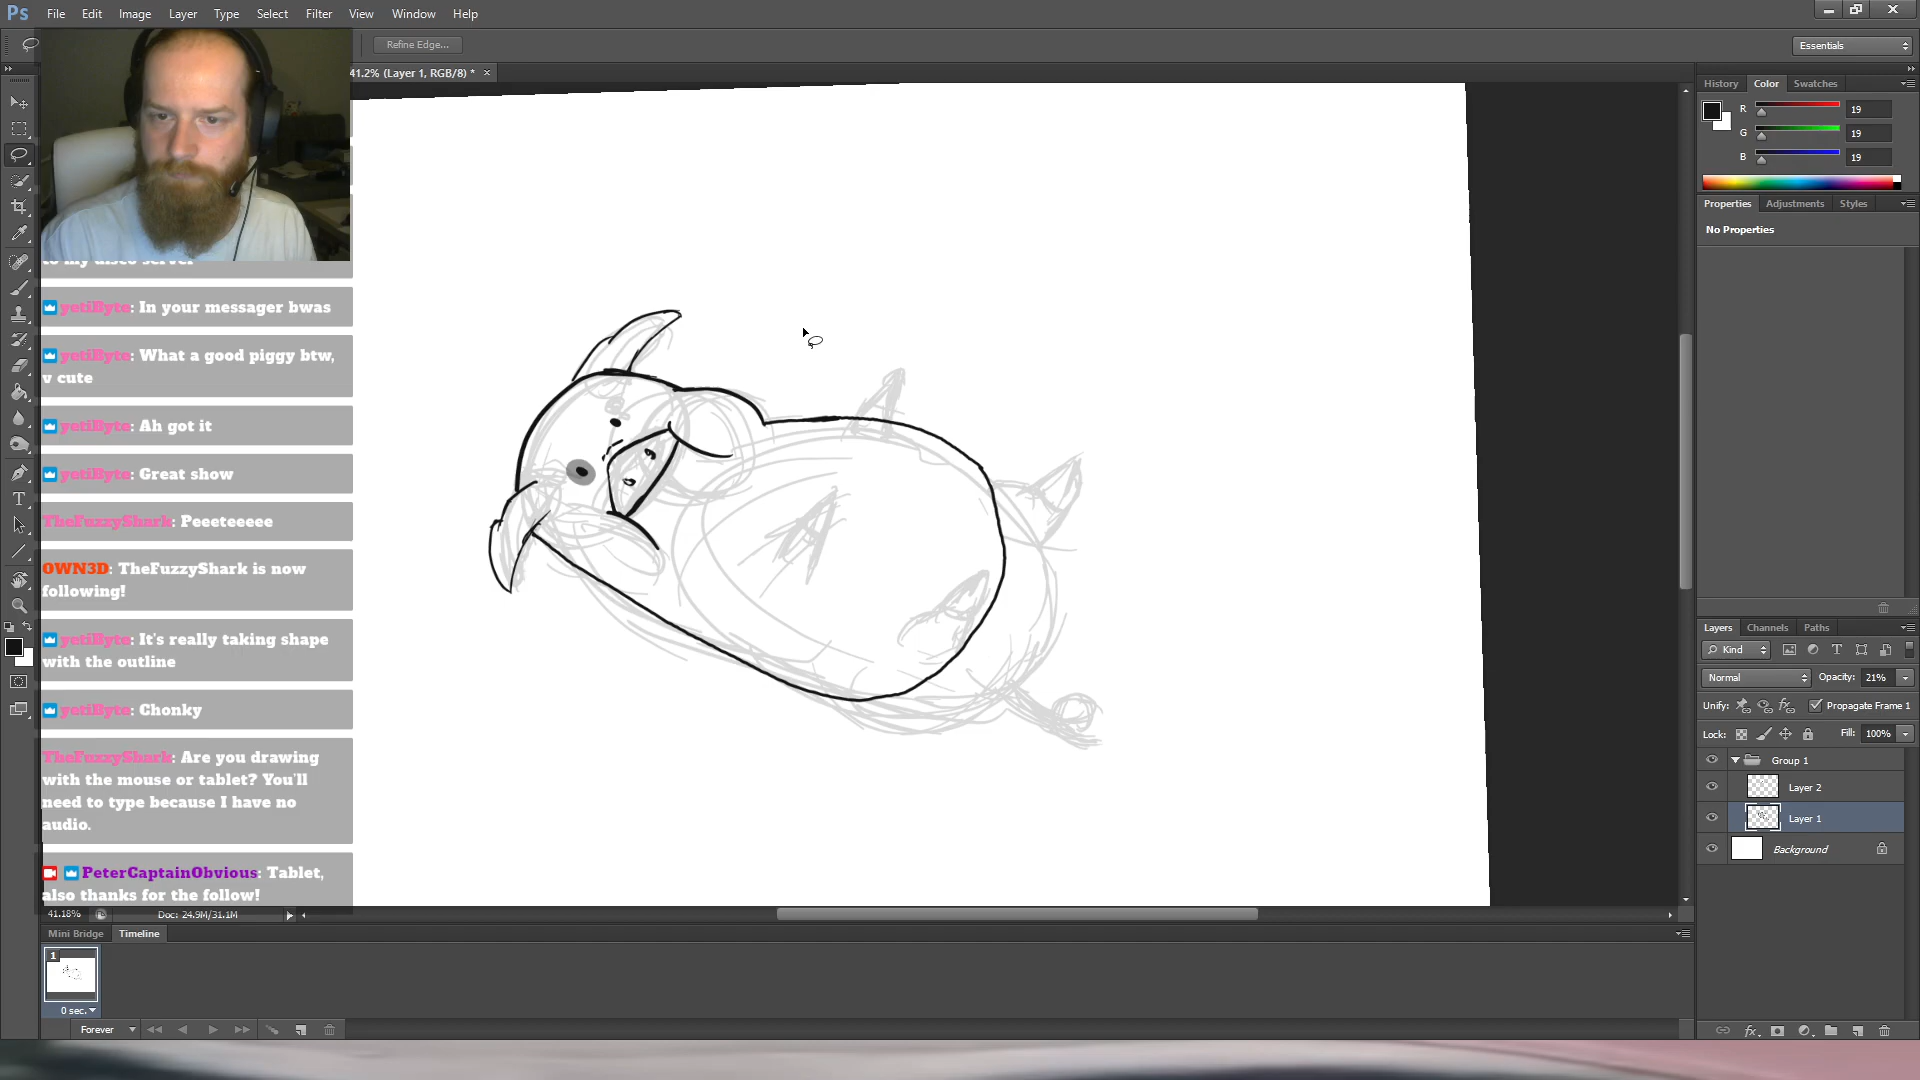 Ps File Edit Image Layer Type Select Filter View Window Help
Refine Edge... Essentials
41.2% (Layer 1, RGB/8) * ×
History Color Swatches
R 19
G 19
B 19
Properties Adjustments Styles
No Properties
to my disco server
yetiByte: In your messager bwas
yetiByte: What a good piggy btw,
v cute
yetiByte: Ah got it
yetiByte: Great show
TheFuzzyShark: Peeeteeeee
OWN3D: TheFuzzyShark is now
following!
yetiByte: It's really taking shape
with the outline
yetiByte: Chonky
TheFuzzyShark: Are you drawing
with the mouse or tablet? You'll
need to type because I have no
audio.
PeterCaptainObvious: Tablet,
also thanks for the follow!
Layers Channels Paths
Kind
Normal Opacity: 21%
Unify: Propagate Frame 1
Lock: Fill: 100%
Group 1
Layer 2
Layer 1
Background
41.18% Doc: 24.9M/31.1M
Mini Bridge Timeline
1
0 sec.
Forever